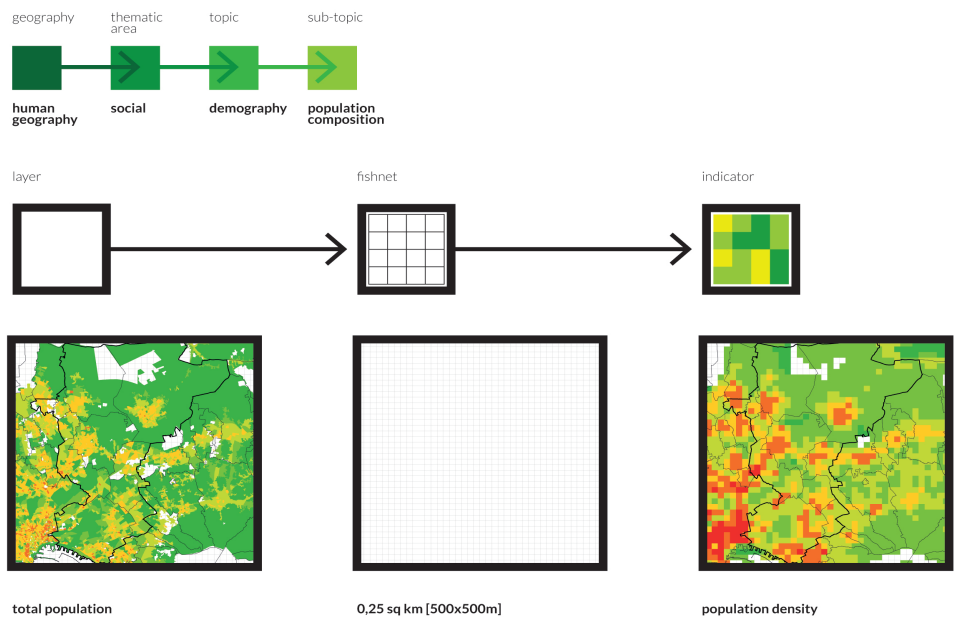 geography
thematic
area
topic
sub-topic
human
geography
social
demography
population
composition
layer
fishnet
indicator
total population
0,25 sq km [500x500m]
population density